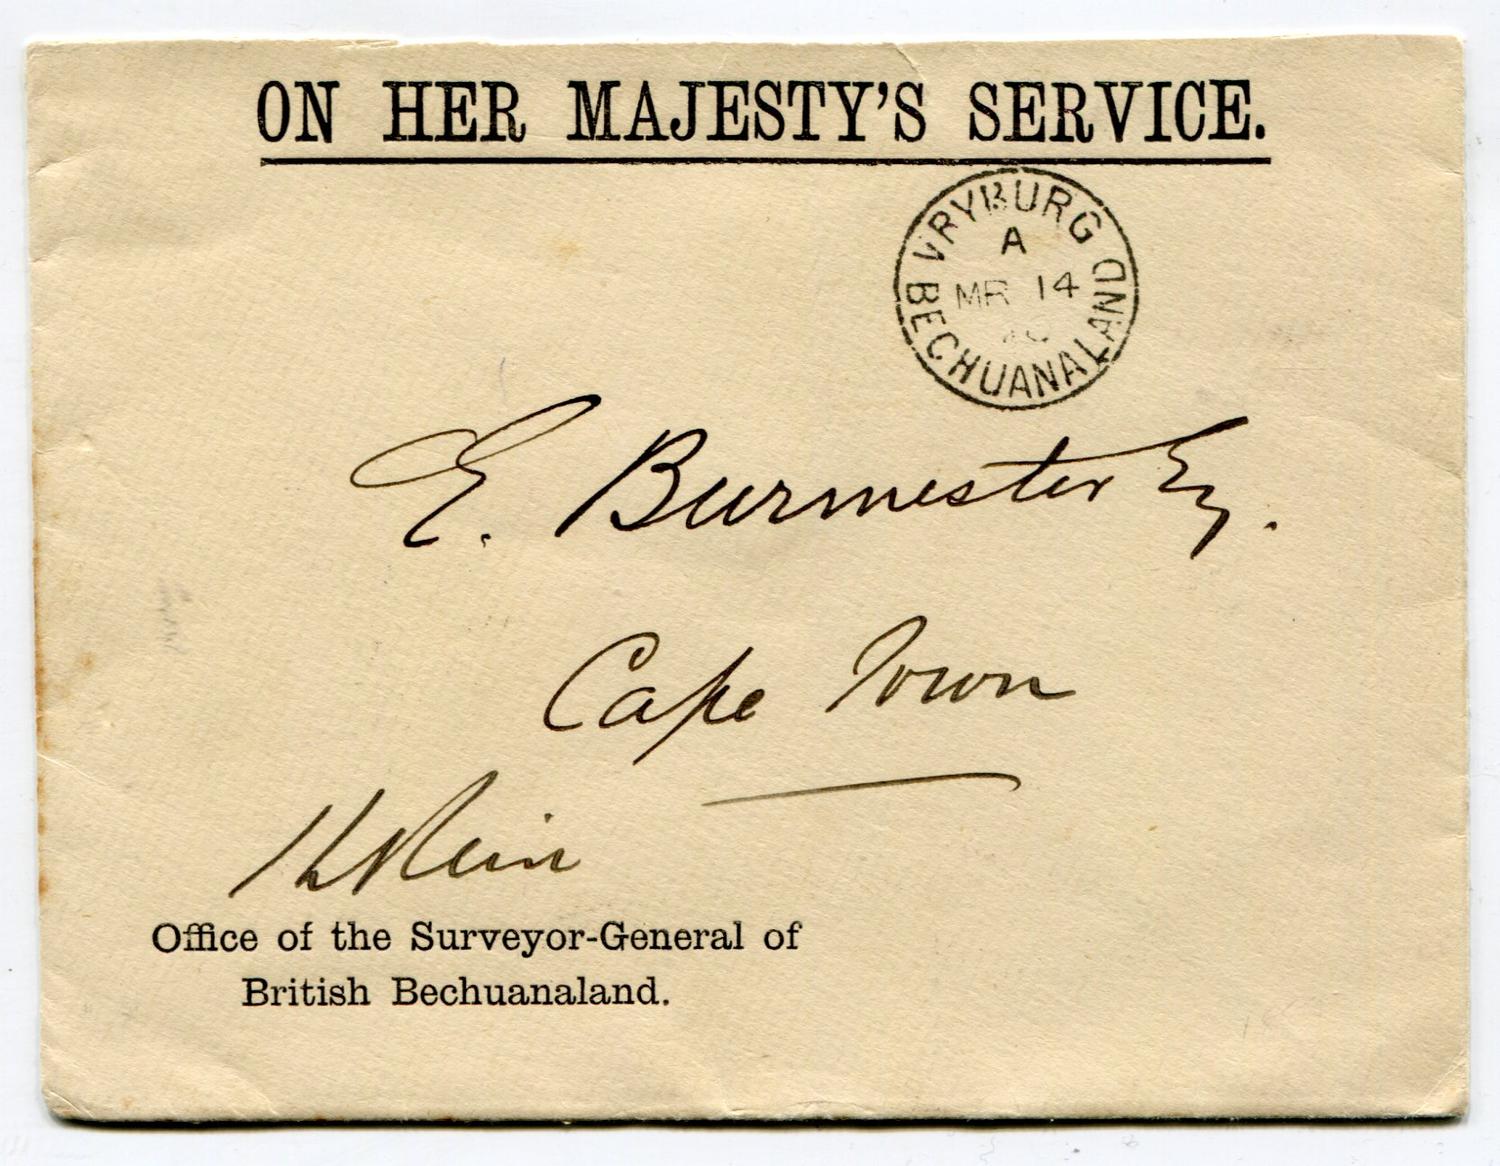 ON HER MAJESTY'S SERVICE.
VRYBURG
A
MR 14
BECHUANALAND
E. Burmester Esq.
Cape Town
Office of the Surveyor-General of
British Bechuanaland.